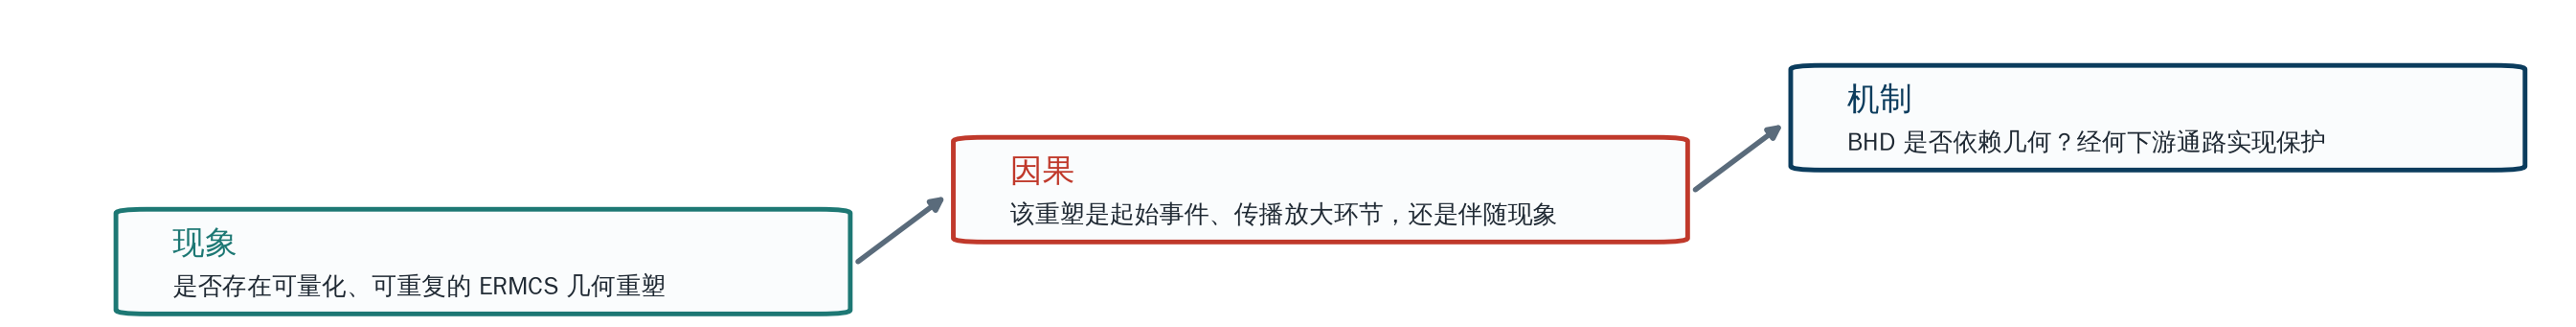 现象
是否存在可量化、可重复的 ERMCS 几何重塑
因果
该重塑是起始事件、传播放大环节，还是伴随现象
机制
BHD 是否依赖几何？经何下游通路实现保护